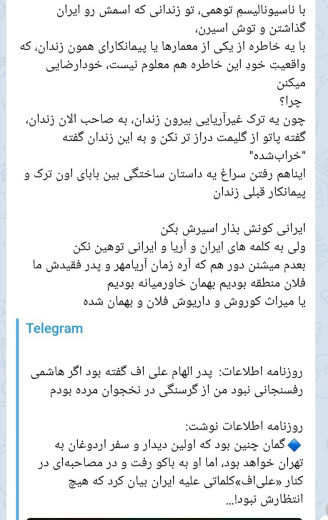 با ناسیونالیسم توهمی، تو زندانی که اسمش رو ایران
گذاشتن و توش اسیرن،
با یه خاطره از یکی از معمارها یا پیمانکارای همون زندان، که
واقعیتِ خودِ این خاطره هم معلوم نیست، خودارضایی
میکنن
چرا؟
چون یه ترک غیرآریایی بیرون زندان، به صاحب الان زندان،
گفته پاتو از گلیمت دراز تر نکن و به این زندان گفته
"خراب‌شده"
ایناهم رفتن سراغ یه داستان ساختگی بین بابای اون ترک و
پیمانکار قبلی زندان
ایرانی کونش بذار اسیرش بکن
ولی به کلمه های ایران و آریا و ایرانی توهین نکن
بعدم میشنن دور هم که آره زمان آریامهر و پدر فقیدش ما
فلان منطقه بودیم بهمان خاورمیانه بودیم
یا میراث کوروش و داریوش فلان و بهمان شده
Telegram
روزنامه اطلاعات: پدر الهام علی اف گفته بود اگر هاشمی
رفسنجانی نبود من از گرسنگی در نخجوان مرده بودم
روزنامه اطلاعات نوشت:
🔷گمان چنین بود که اولین دیدار و سفر اردوغان به
تهران خواهد بود، اما او به باکو رفت و در مصاحبه‌ای در
کنار «علی‌اف»کلماتی علیه ایران بیان کرد که هیچ
انتظارش نبود!...